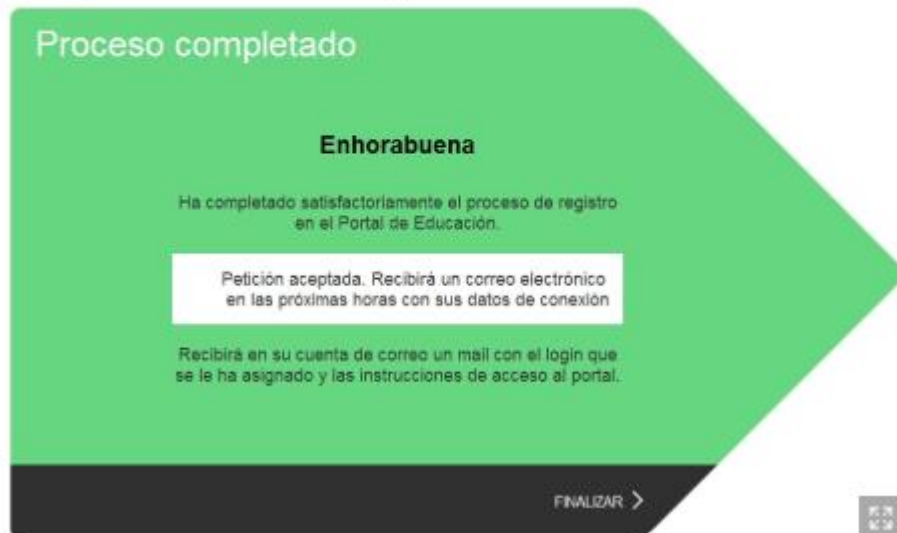 Proceso completado
Enhorabuena
Ha completado satisfactoriamente el proceso de registro
en el Portal de Educación.
Petición aceptada. Recibirá un correo electrónico
en las próximas horas con sus datos de conexión
Recibirá en su cuenta de correo un mail con el login que
se le ha asignado y las instrucciones de acceso al portal.
FINALIZAR